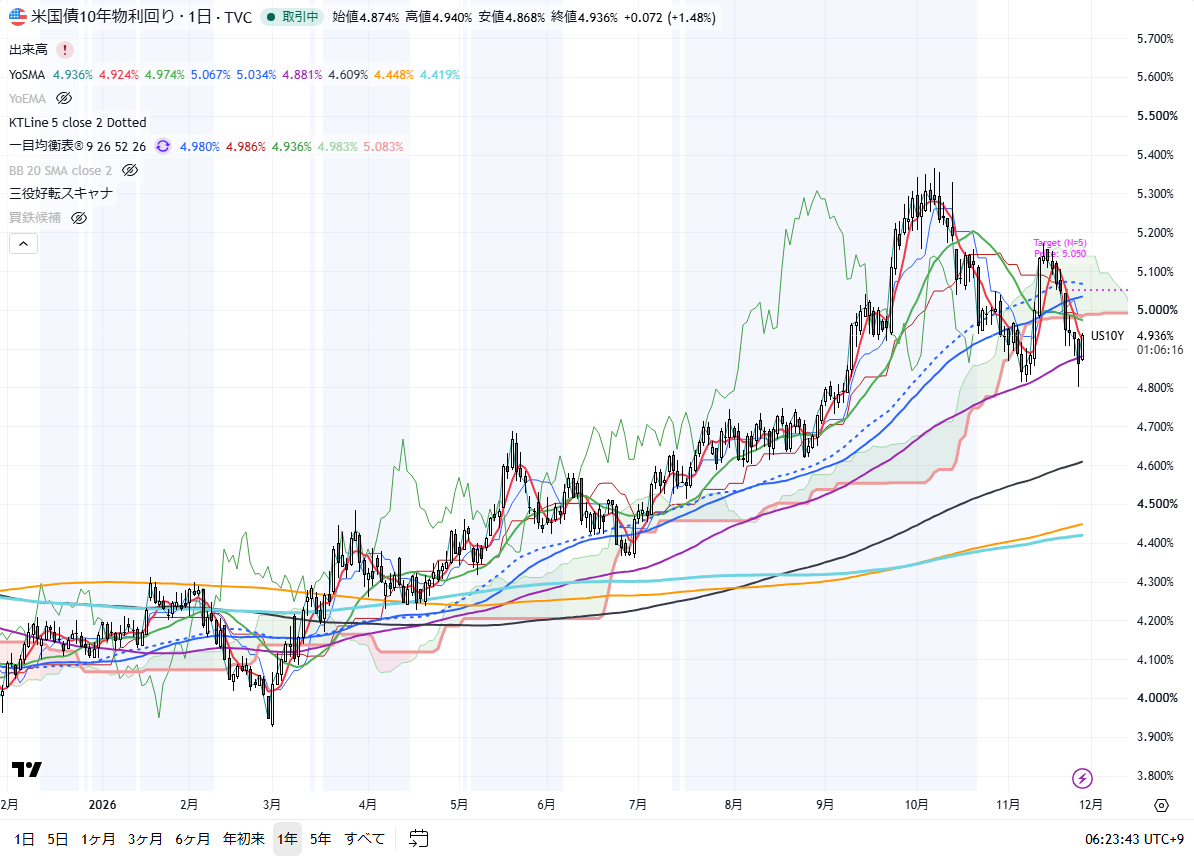 米国債10年物利回り · 1日 · TVC 取引中 始値4.874% 高値4.940% 安値4.868% 終値4.936% +0.072 (+1.48%)
出来高 !
YoSMA 4.936% 4.924% 4.974% 5.067% 5.034% 4.881% 4.609% 4.448% 4.419%
YoEMA
KTLine 5 close 2 Dotted
一目均衡表® 9 26 52 26 4.980% 4.986% 4.936% 4.983% 5.083%
BB 20 SMA close 2
三役好転スキャナ
買鉄候補
5.700%
5.600%
5.500%
5.400%
5.300%
5.200%
5.100%
5.000%
Target (N=5)
Price: 5.050
US10Y 4.936%
01:06:16
4.800%
4.700%
4.600%
4.500%
4.400%
4.300%
4.200%
4.100%
4.000%
3.900%
3.800%
2月 2026 2月 3月 4月 5月 6月 7月 8月 9月 10月 11月 12月
1日 5日 1ヶ月 3ヶ月 6ヶ月 年初来 1年 5年 すべて 06:23:43 UTC+9